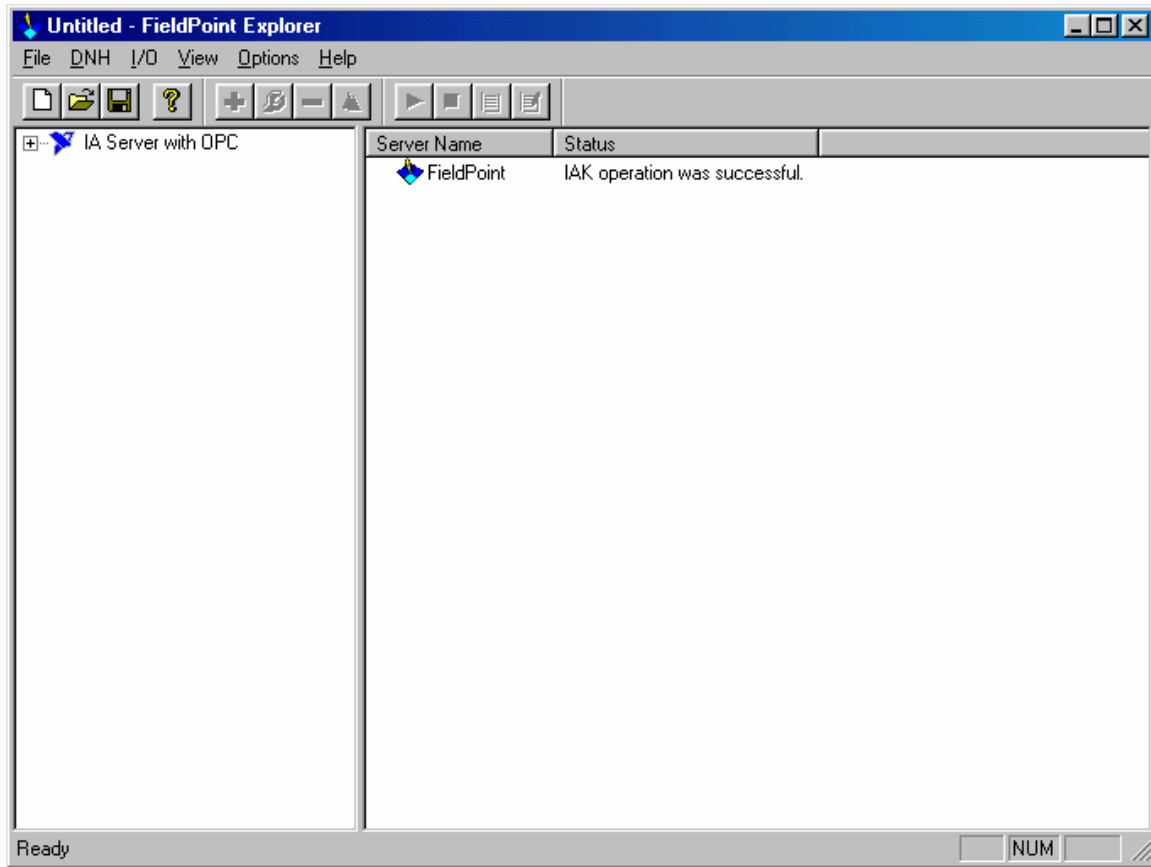 Untitled - FieldPoint Explorer
File DNH I/O View Options Help
IA Server with OPC
Server Name Status
FieldPoint IAK operation was successful.
Ready NUM